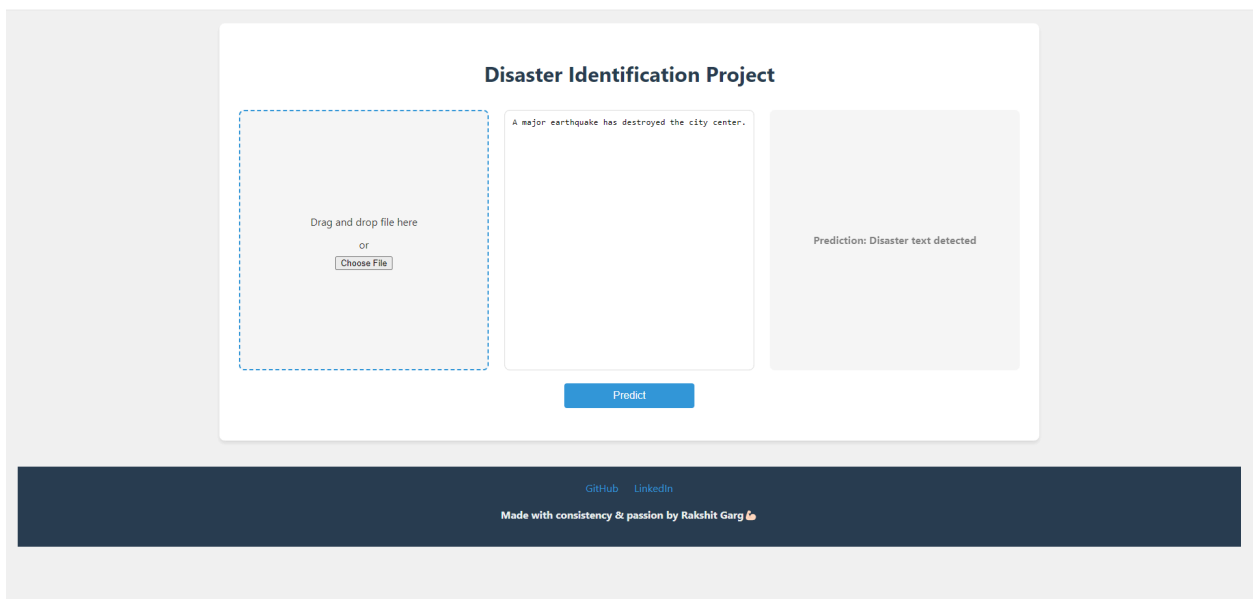 Disaster Identification Project
Drag and drop file here
or
Choose File
A major earthquake has destroyed the city center.
Prediction: Disaster text detected
Predict
GitHub LinkedIn
Made with consistency & passion by Rakshit Garg💪🏻